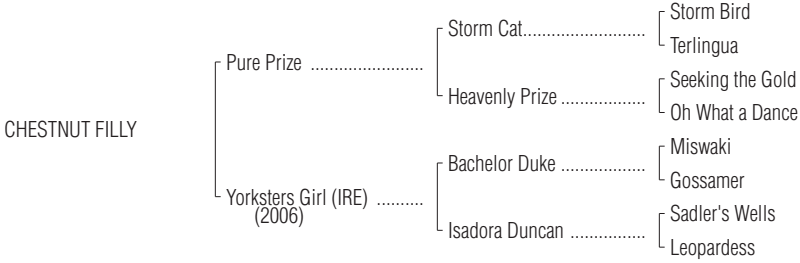 Storm Bird
Storm Cat..........................
Terlingua
Pure Prize ........................
Seeking the Gold
Heavenly Prize ..................
Oh What a Dance
CHESTNUT FILLY
Miswaki
Bachelor Duke ..................
Gossamer
Yorksters Girl (IRE) ..........
(2006)
Sadler's Wells
Isadora Duncan ................
Leopardess